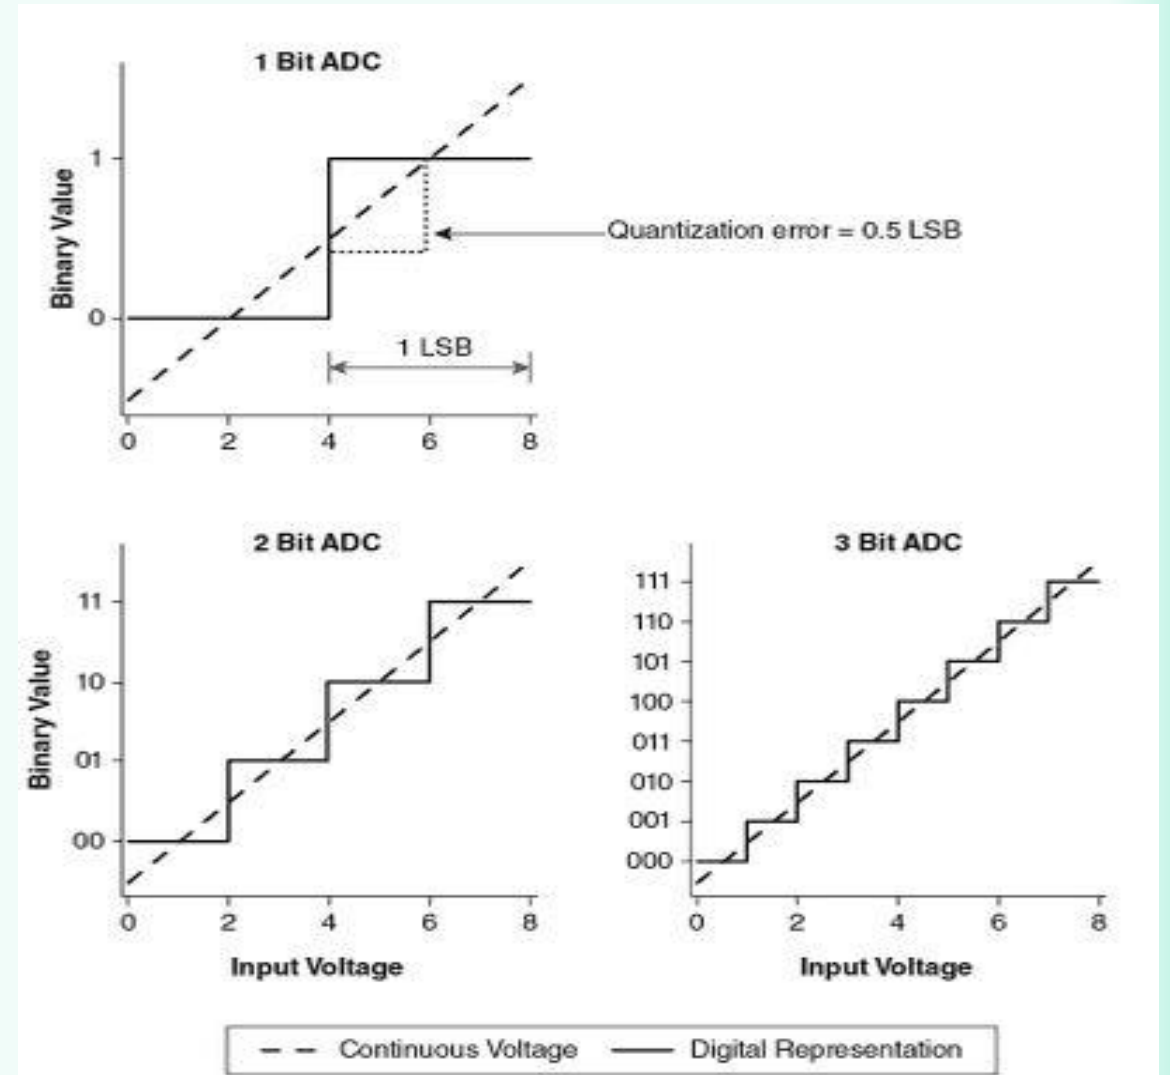 1 Bit ADC
1
Binary Value
Quantization error = 0.5 LSB
0
1 LSB
0 2 4 6 8
2 Bit ADC
11
10
Binary Value
01
00
0 2 4 6 8
Input Voltage
3 Bit ADC
111
110
101
100
011
010
001
000
0 2 4 6 8
Input Voltage
Continuous Voltage Digital Representation